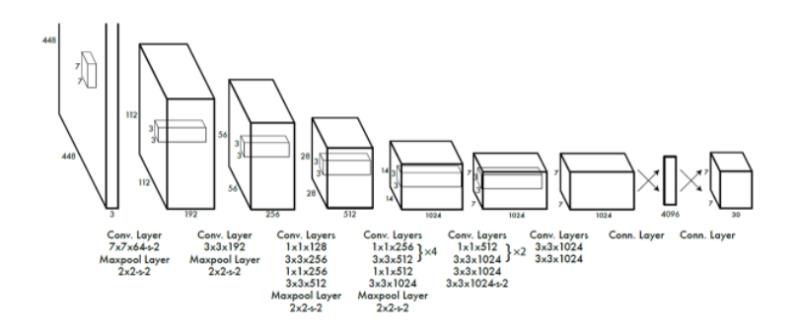 448
448
7
7
3
112
112
3
3
192
56
56
3
3
256
28
28
3
3
512
14
14
3
3
1024
7
7
3
3
1024
7
7
1024
4096
7
7
30
Conv. Layer
7x7x64-s-2
Maxpool Layer
2x2-s-2
Conv. Layer
3x3x192
Maxpool Layer
2x2-s-2
Conv. Layers
1x1x128
3x3x256
1x1x256
3x3x512
Maxpool Layer
2x2-s-2
Conv. Layers
1x1x256
3x3x512 }×4
1x1x512
3x3x1024
Maxpool Layer
2x2-s-2
Conv. Layers
1x1x512
3x3x1024 }×2
3x3x1024
3x3x1024-s-2
Conv. Layers
3x3x1024
3x3x1024
Conn. Layer
Conn. Layer